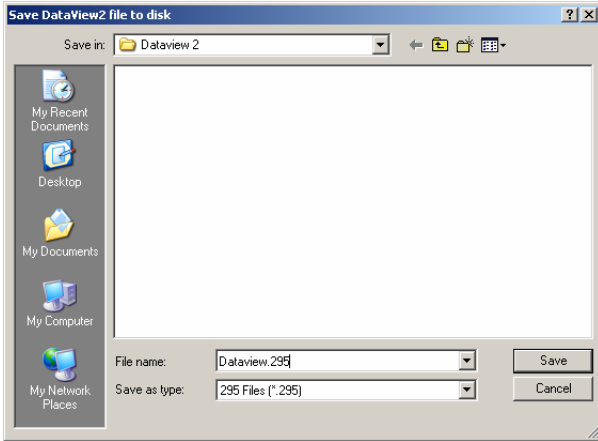 Save DataView2 file to disk
Save in:
Dataview 2
My Recent
Documents
Desktop
My Documents
My Computer
My Network
Places
File name:
Dataview.295
Save
Save as type:
295 Files (*.295)
Cancel